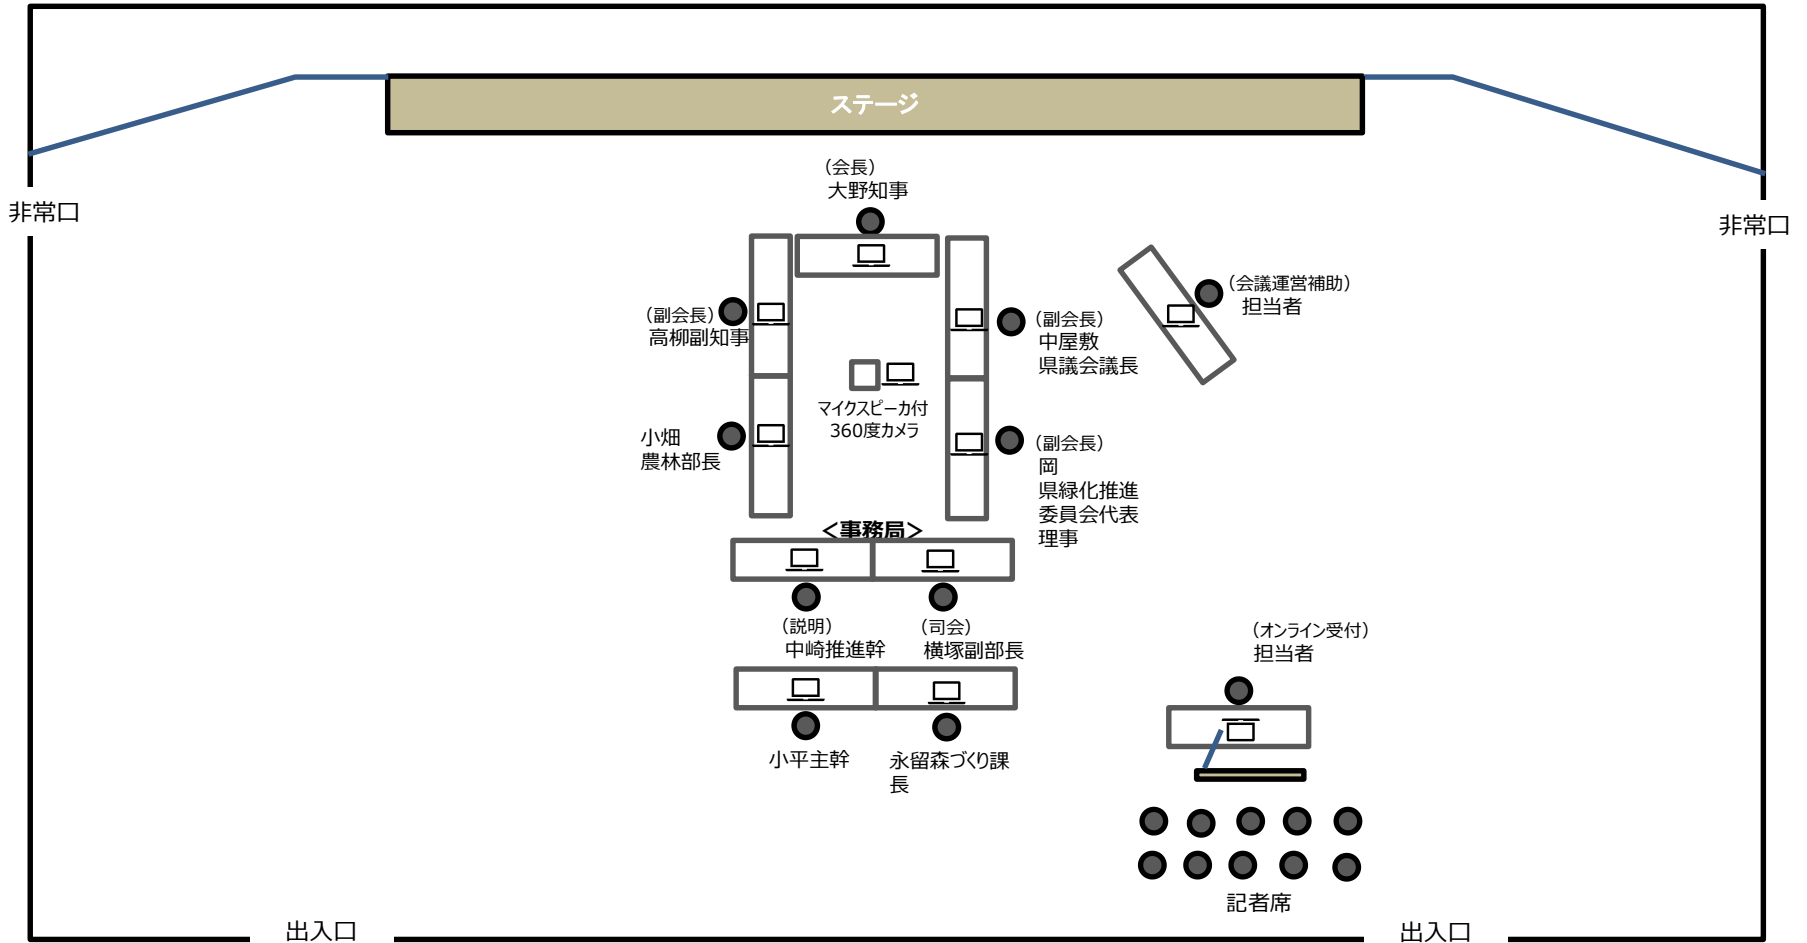 ステージ
（会長）
大野知事
非常口
非常口
（会議運営補助）
担当者
（副会長）
高柳副知事
（副会長）
中屋敷
県議会議長
マイクスピーカ付
360度カメラ
小畑
農林部長
（副会長）
岡
県緑化推進
委員会代表
理事
＜事務局＞
（説明）
中崎推進幹
（司会）
横塚副部長
（オンライン受付）
担当者
小平主幹
永留森づくり課
長
記者席
出入口
出入口